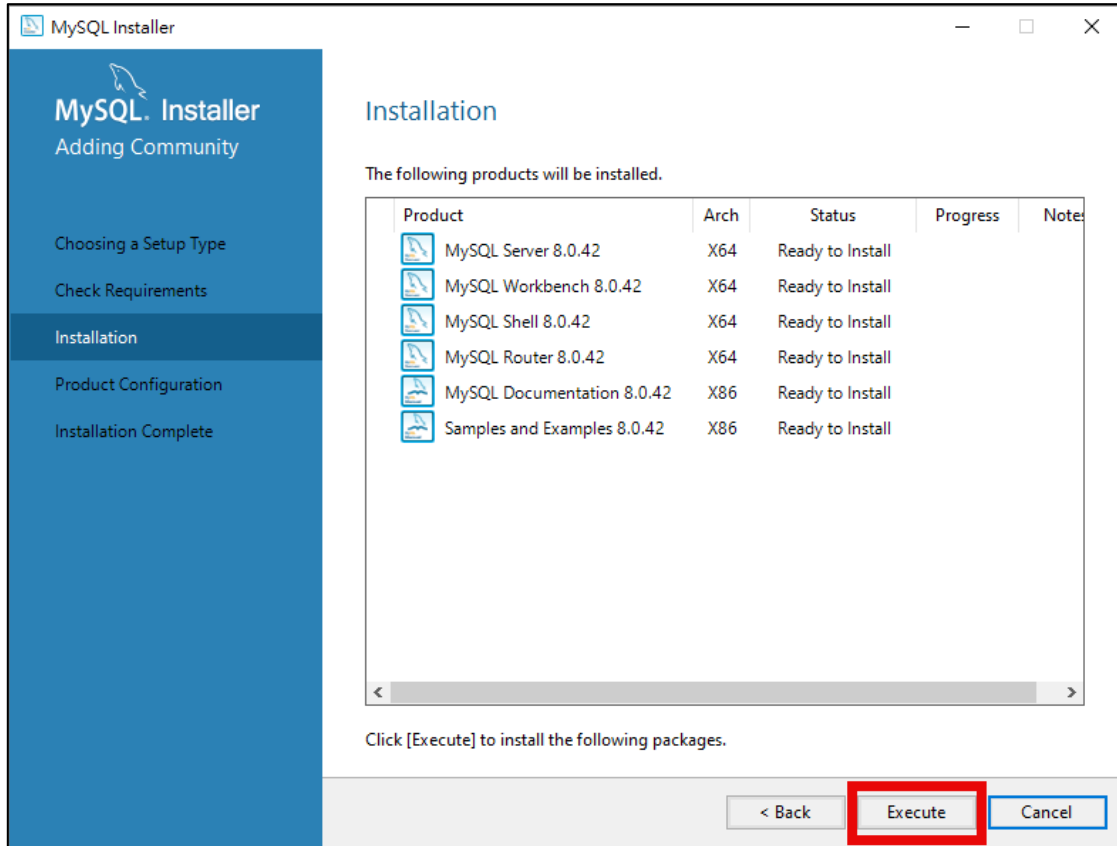 MySQL Installer
MySQL. Installer
Adding Community
Choosing a Setup Type
Check Requirements
Installation
Product Configuration
Installation Complete
Installation
The following products will be installed.
Product Arch Status Progress Notes
MySQL Server 8.0.42 X64 Ready to Install
MySQL Workbench 8.0.42 X64 Ready to Install
MySQL Shell 8.0.42 X64 Ready to Install
MySQL Router 8.0.42 X64 Ready to Install
MySQL Documentation 8.0.42 X86 Ready to Install
Samples and Examples 8.0.42 X86 Ready to Install
Click [Execute] to install the following packages.
< Back Execute Cancel